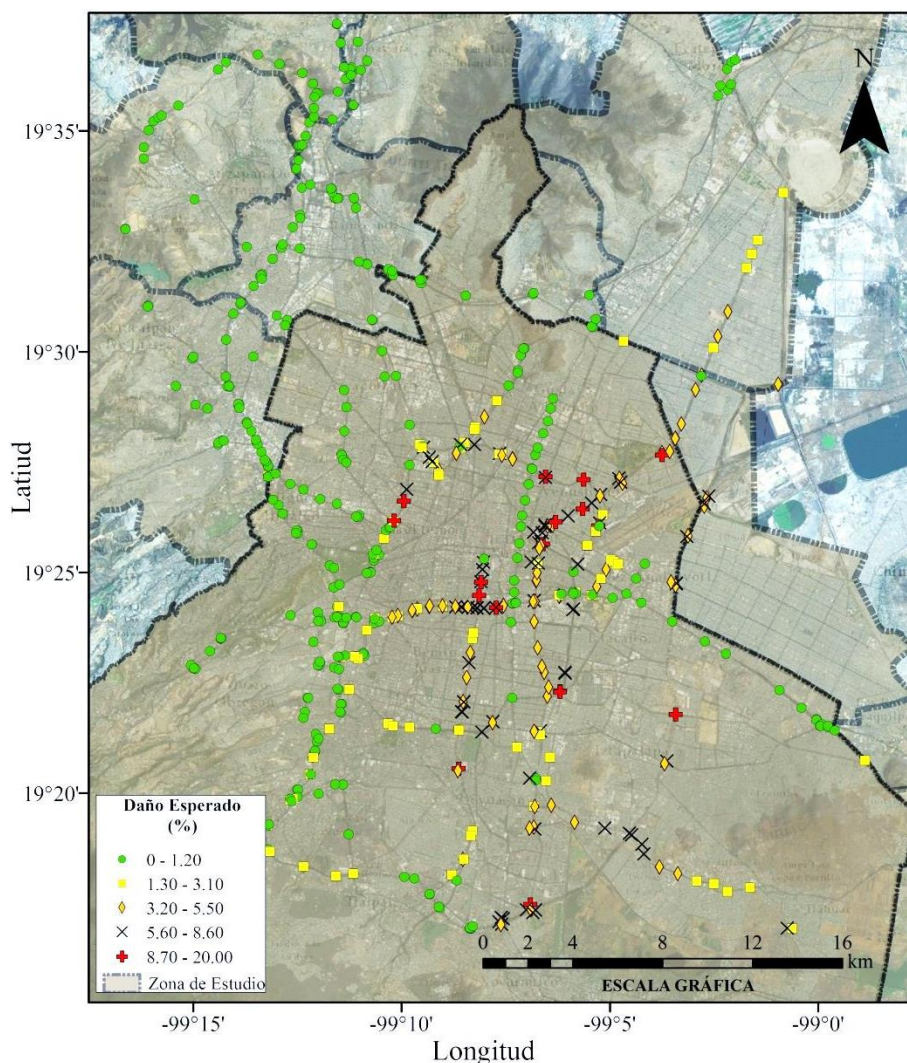 N
19°35'
19°30'
19°25'
19°20'
Latiud
Daño Esperado
(%)
0 - 1.20
1.30 - 3.10
3.20 - 5.50
5.60 - 8.60
8.70 - 20.00
Zona de Estudio
0 2 4 8 12 16
km
ESCALA GRÁFICA
-99°15' -99°10' -99°5' -99°0'
Longitud